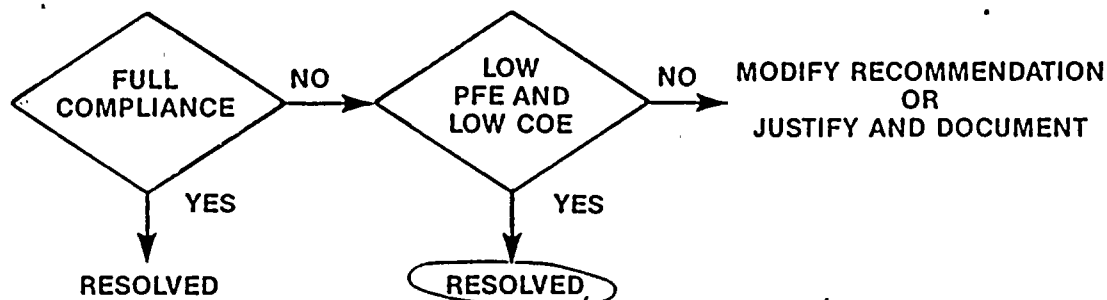 FULL
COMPLIANCE
NO
LOW
PFE AND
LOW COE
NO
MODIFY RECOMMENDATION
OR
JUSTIFY AND DOCUMENT
YES
YES
RESOLVED
RESOLVED